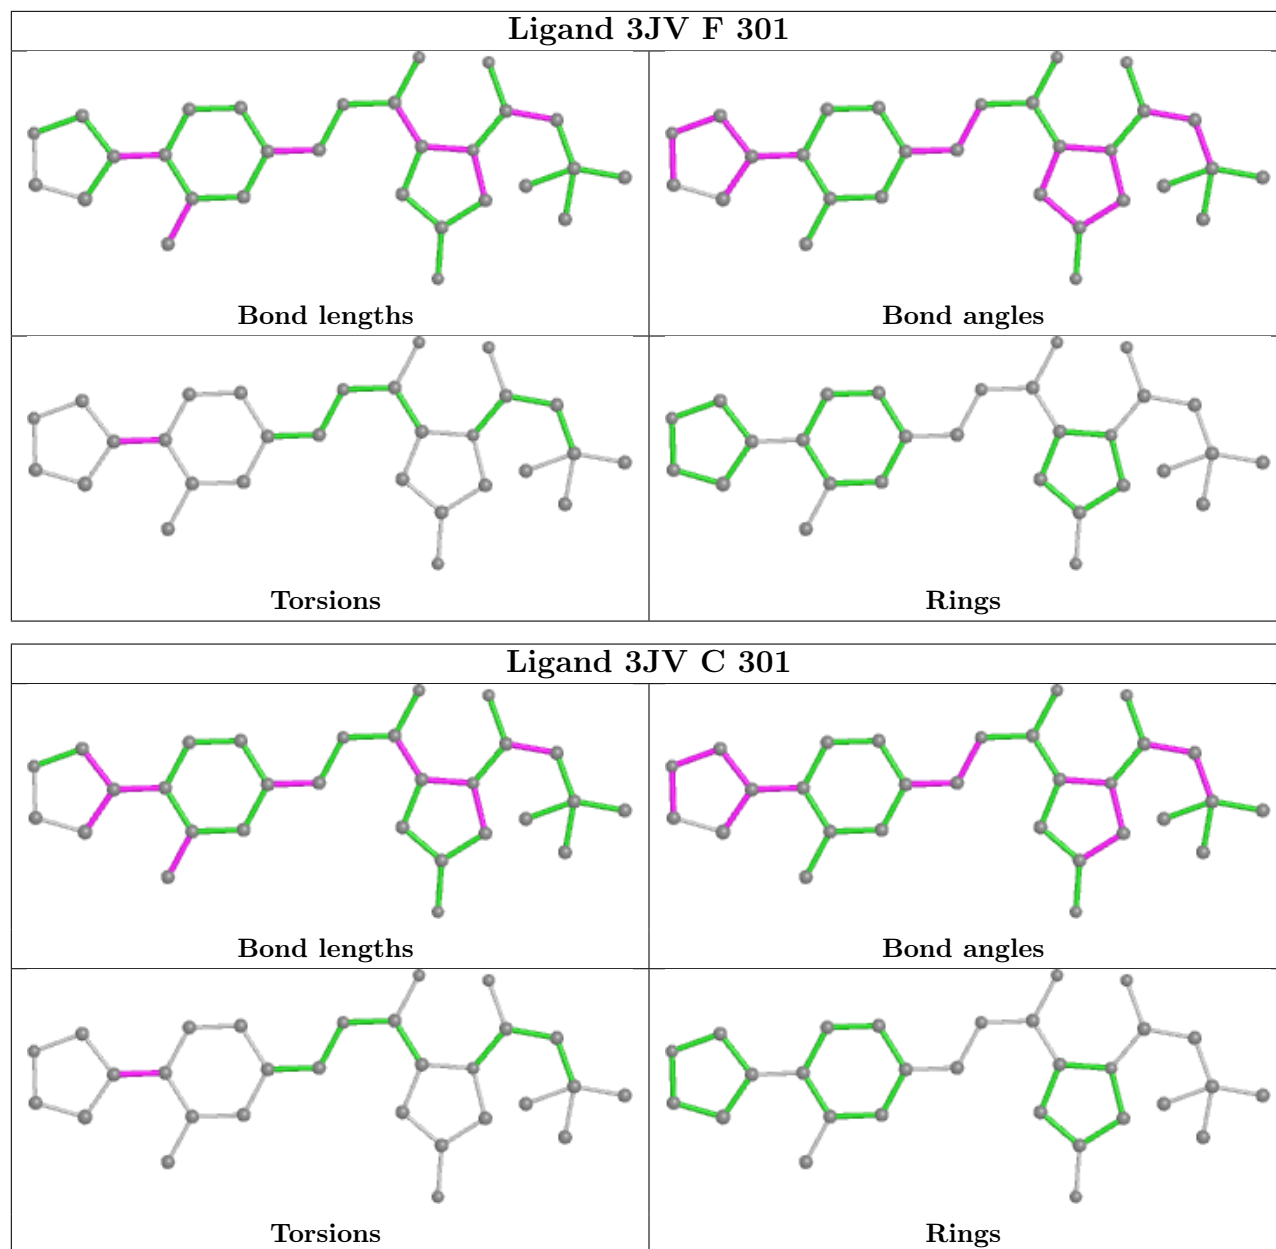 Ligand 3JV F 301
Bond lengths
Bond angles
Torsions
Rings
Ligand 3JV C 301
Bond lengths
Bond angles
Torsions
Rings